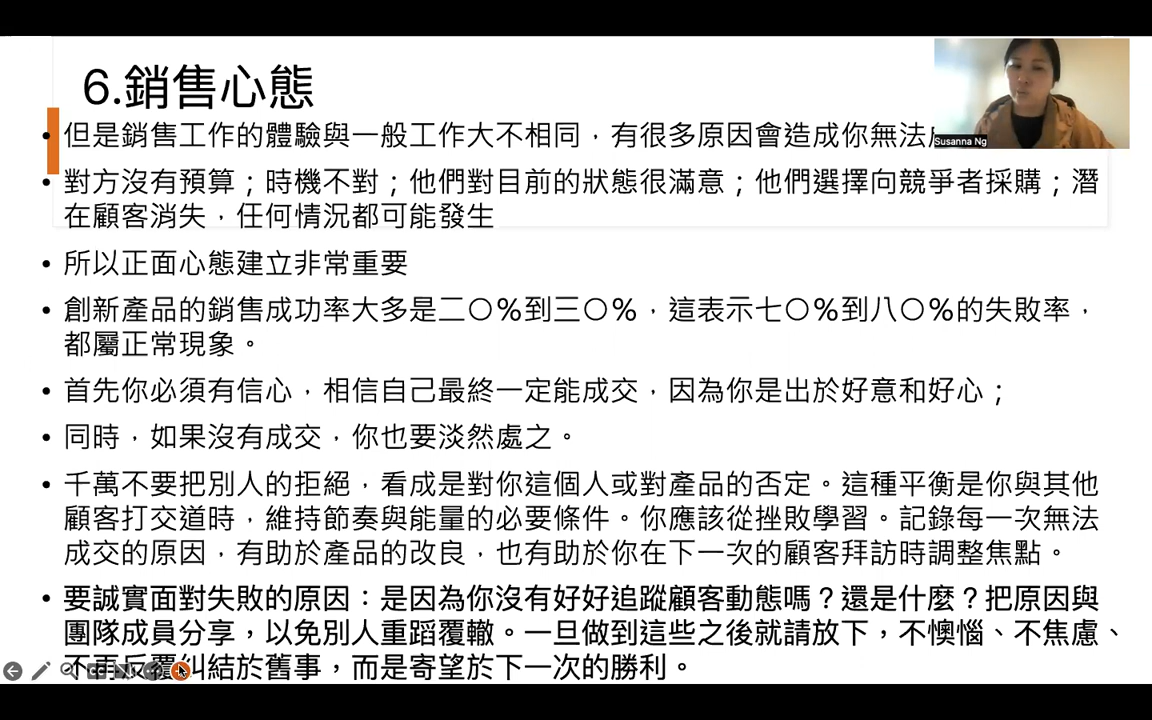 6.銷售心態
• 但是銷售工作的體驗與一般工作大不相同，有很多原因會造成你無法
Susanna Ng
• 對方沒有預算；時機不對；他們對目前的狀態很滿意；他們選擇向競爭者採購；潛
在顧客消失，任何情況都可能發生
• 所以正面心態建立非常重要
• 創新產品的銷售成功率大多是二〇%到三〇%，這表示七〇%到八〇%的失敗率，
都屬正常現象。
• 首先你必須有信心，相信自己最終一定能成交，因為你是出於好意和好心；
• 同時，如果沒有成交，你也要淡然處之。
• 千萬不要把別人的拒絕，看成是對你這個人或對產品的否定。這種平衡是你與其他
顧客打交道時，維持節奏與能量的必要條件。你應該從挫敗學習。記錄每一次無法
成交的原因，有助於產品的改良，也有助於你在下一次的顧客拜訪時調整焦點。
• 要誠實面對失敗的原因：是因為你沒有好好追蹤顧客動態嗎？還是什麼？把原因與
團隊成員分享，以免別人重蹈覆轍。一旦做到這些之後就請放下，不懊惱、不焦慮、
不再反覆糾結於舊事，而是寄望於下一次的勝利。